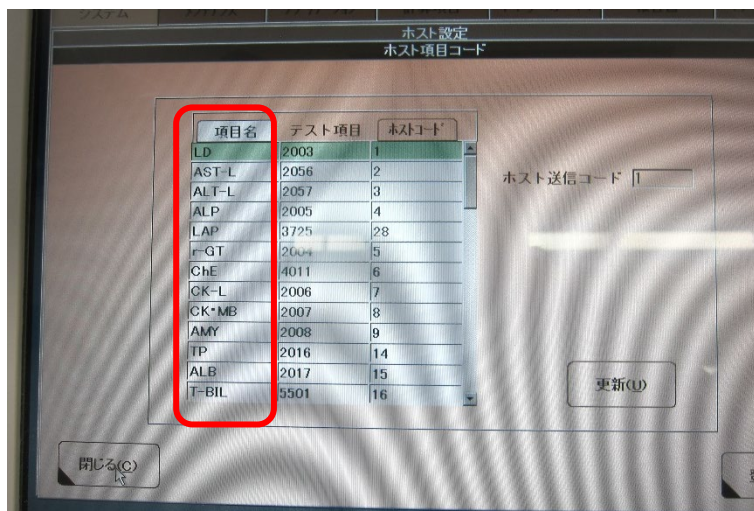 システム
ホスト設定
ホスト項目コード
項目名 テスト項目 ホストコード
LD 2003 1
AST-L 2056 2
ALT-L 2057 3
ALP 2005 4
LAP 3725 28
r-GT 2004 5
ChE 4011 6
CK-L 2006 7
CK・MB 2007 8
AMY 2008 9
TP 2016 14
ALB 2017 15
T-BIL 5501 16
ホスト送信コード 1
更新(U)
閉じる(C)